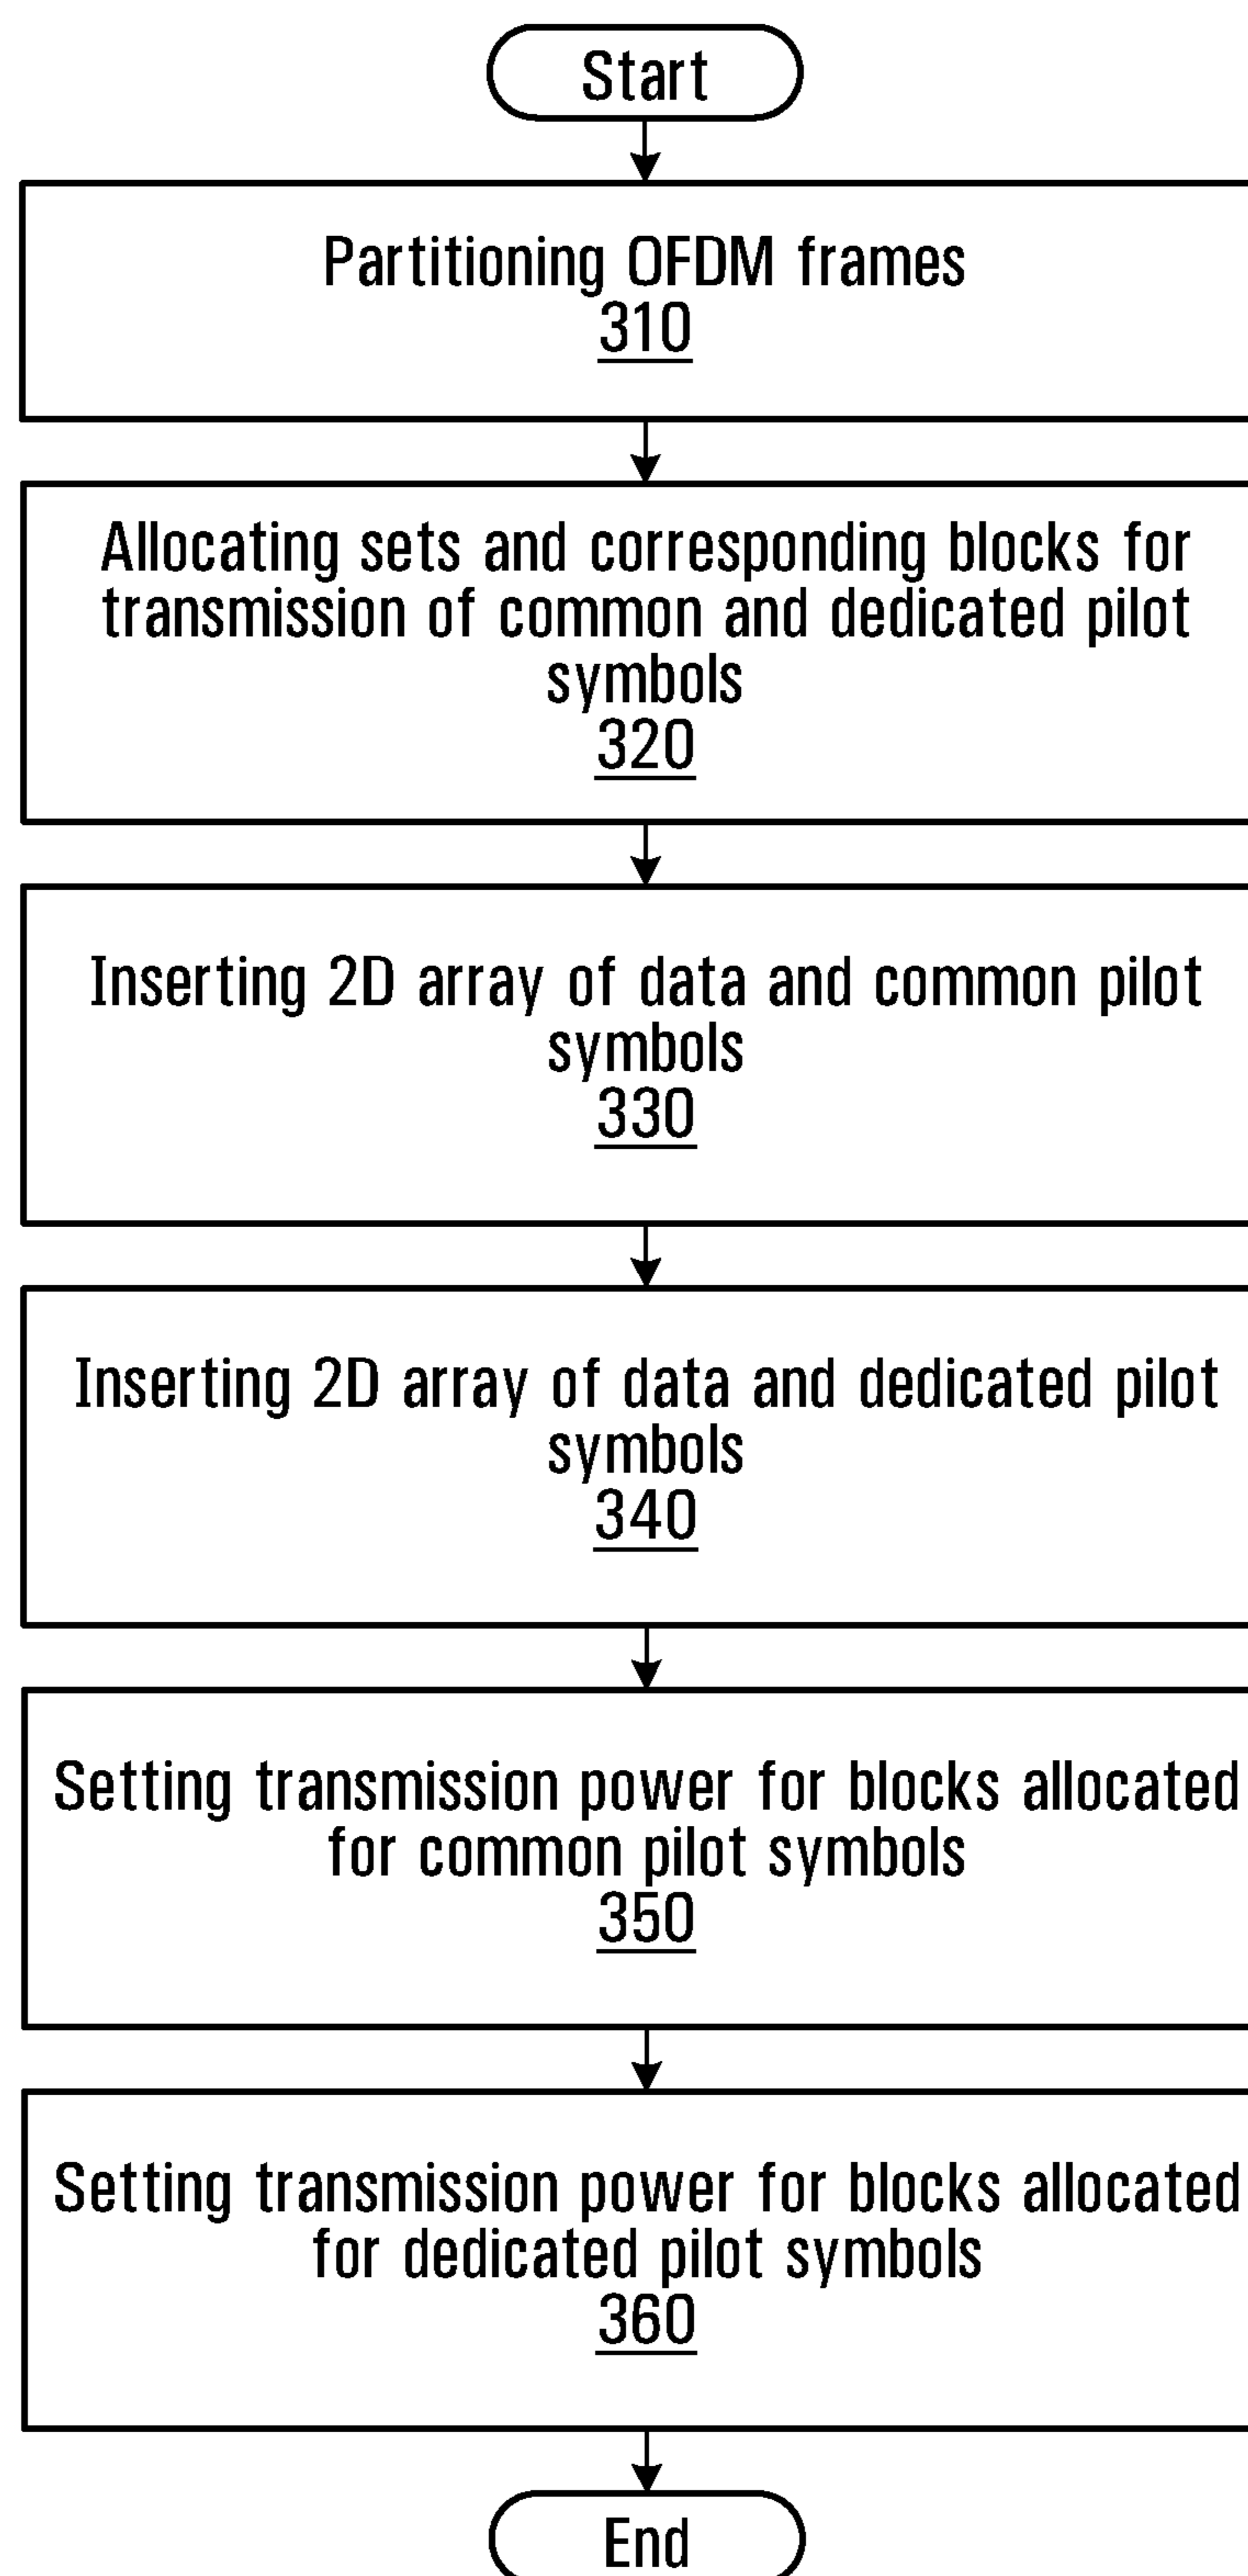 Start
Partitioning OFDM frames
310
Allocating sets and corresponding blocks for
transmission of common and dedicated pilot
symbols
320
Inserting 2D array of data and common pilot
symbols
330
Inserting 2D array of data and dedicated pilot
symbols
340
Setting transmission power for blocks allocated
for common pilot symbols
350
Setting transmission power for blocks allocated
for dedicated pilot symbols
360
End